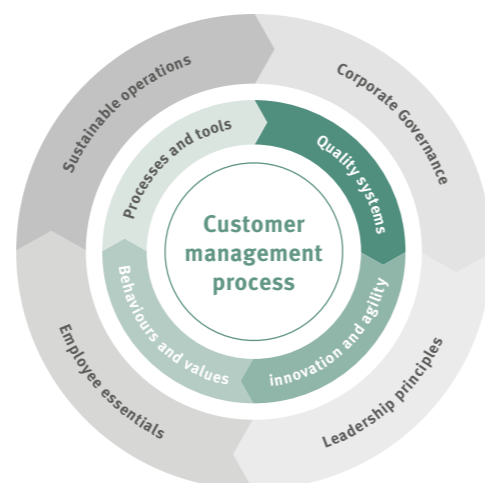 Sustainable operations
Corporate Governance
Leadership principles
Employee essentials
Processes and tools
Quality systems
innovation and agility
Behaviours and values
Customer
management
process